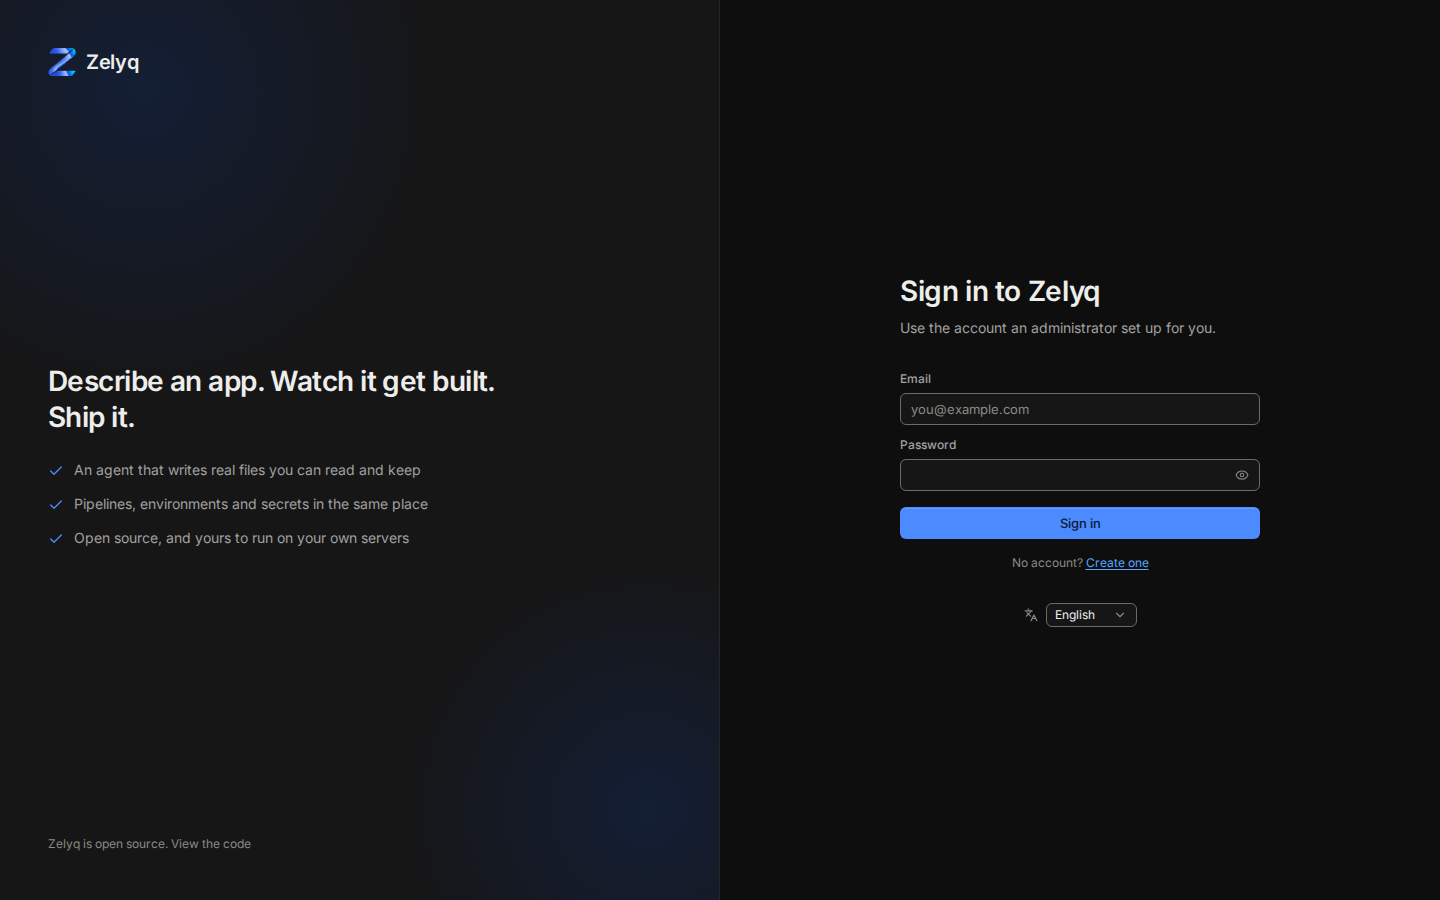 Zelyq
Describe an app. Watch it get built.
Ship it.
An agent that writes real files you can read and keep
Pipelines, environments and secrets in the same place
Open source, and yours to run on your own servers
Zelyq is open source. View the code
Sign in to Zelyq
Use the account an administrator set up for you.
Email
you@example.com
Password
Sign in
No account? Create one
English